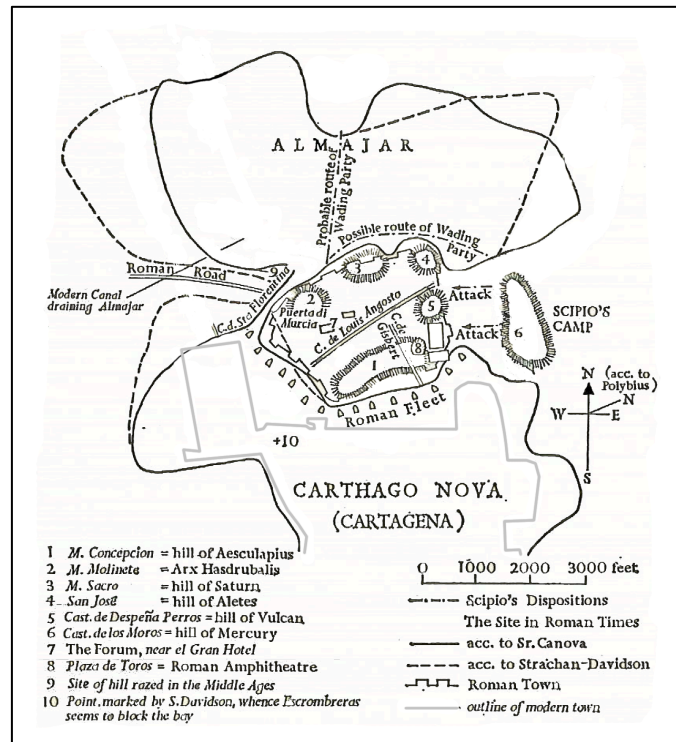 ALMAJAR
Probable route of
Wading Party
Possible route of Wading
Party
Roman
Road
Modern Canal
draining Almajar
C.d. Sta Florentina
9
3
4
2
Puerta di
Murcia
7
C. de Louis Angosto
5
C. de
Gisbert
8
1
Attack
Attack
6
SCIPIO'S
CAMP
Roman Fleet
+10
N (acc. to
Polybius)
N
W
E
S
CARTHAGO NOVA
(CARTAGENA)
1 M. Concepcion = hill of Aesculapius
2 M. Molinete = Arx Hasdrubalis
3 M. Sacro = hill of Saturn
4 San José = hill of Aletes
5 Cast. de Despeña Perros = hill of Vulcan
6 Cast. de los Moros = hill of Mercury
7 The Forum, near el Gran Hotel
8 Plaza de Toros = Roman Amphitheatre
9 Site of hill razed in the Middle Ages
10 Point, marked by S. Davidson, whence Escrombreras
seems to block the bay
0 1000 2000 3000 feet
Scipio's Dispositions
The Site in Roman Times
acc. to Sr. Canova
acc. to Strachan-Davidson
Roman Town
outline of modern town